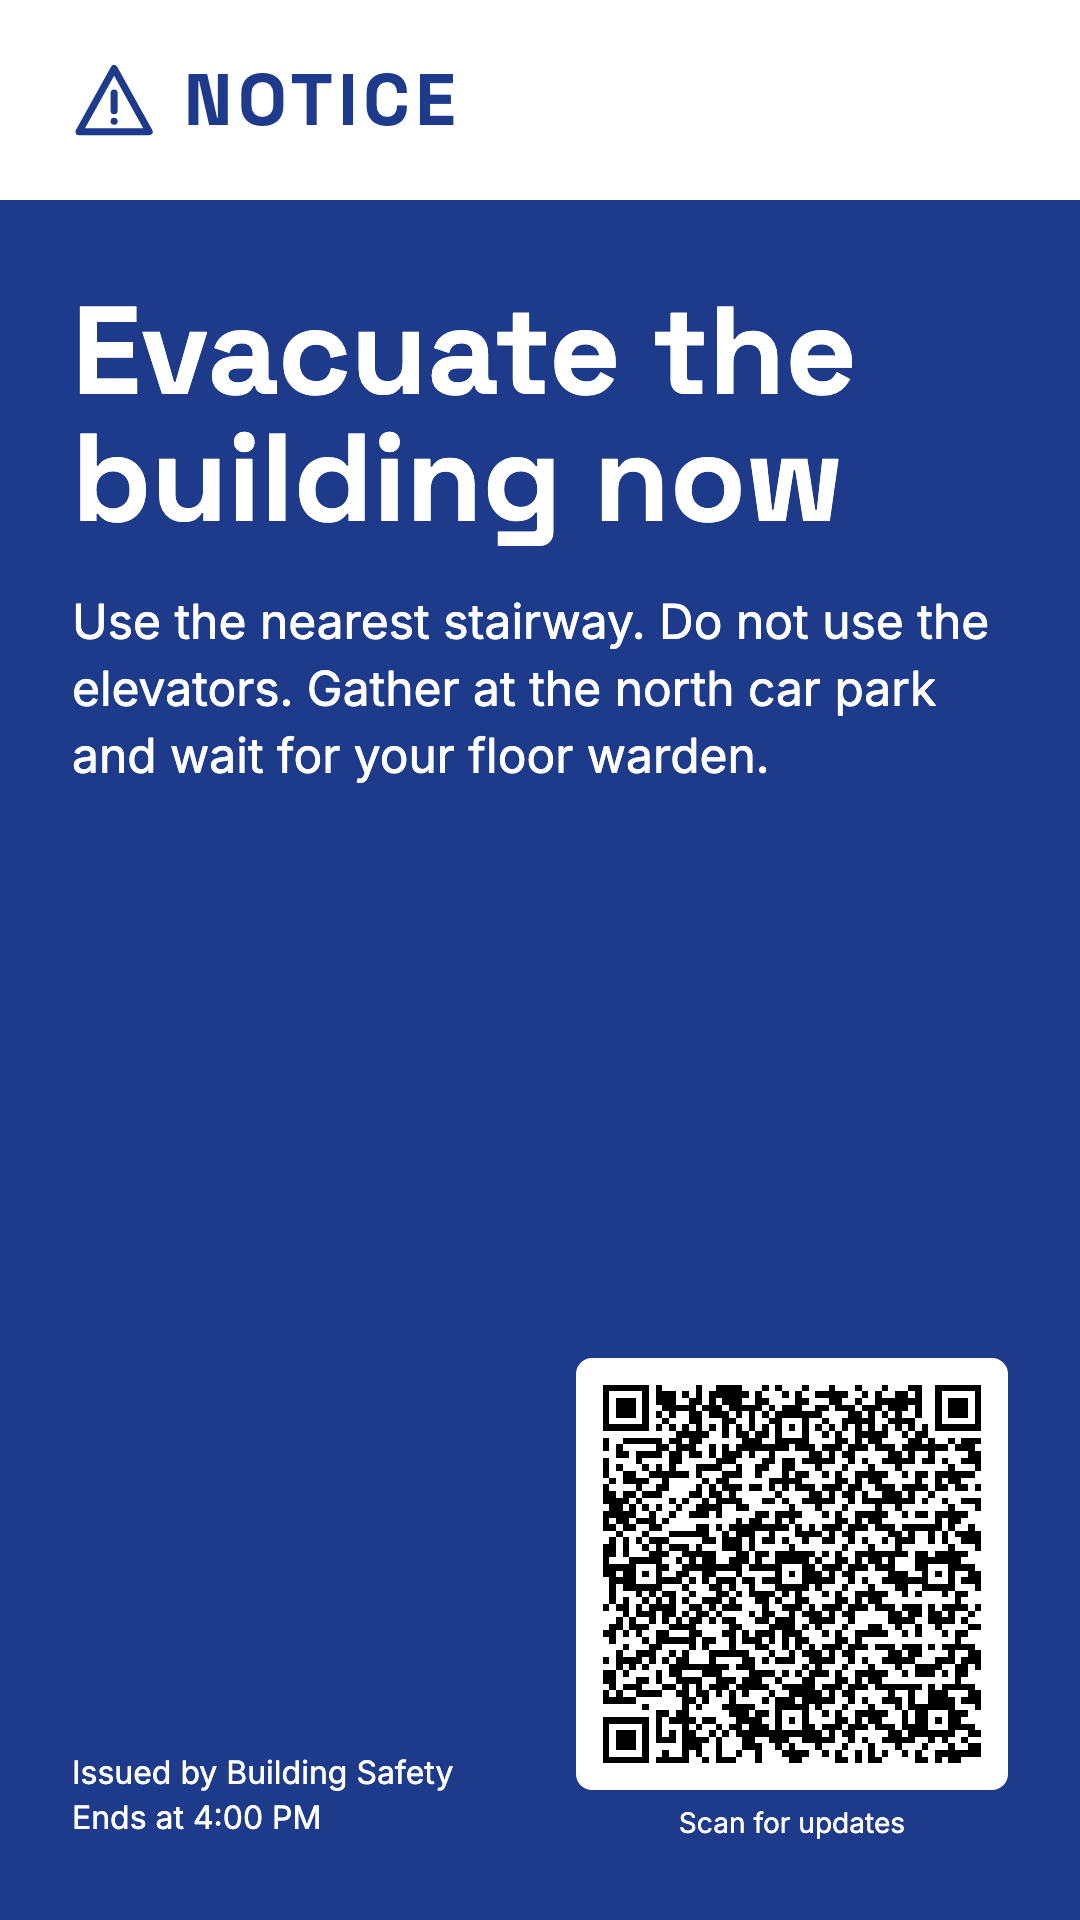 NOTICE
Evacuate the
building now
Use the nearest stairway. Do not use the
elevators. Gather at the north car park
and wait for your floor warden.
Issued by Building Safety
Ends at 4:00 PM
Scan for updates